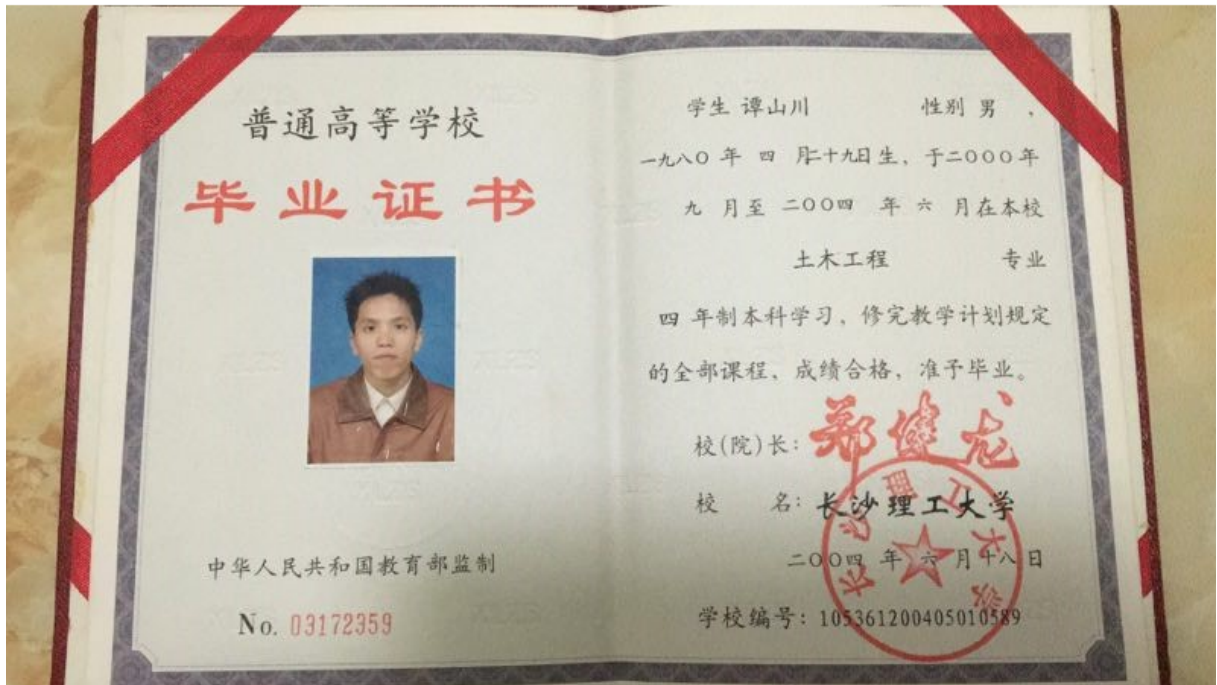 普通高等学校
毕业证书
中华人民共和国教育部监制
No. 03172359
学生 谭山川 性别 男 ,
一九八〇 年 四 月二十九日生, 于二〇〇〇年
九 月至 二〇〇四 年 六 月在本校
土木工程 专业
四 年制本科学习, 修完教学计划规定
的全部课程, 成绩合格, 准予毕业。
校(院)长: 郑健龙
校 名: 长沙理工大学
二〇〇四 年 六 月十八日
学校编号: 105361200405010589
长沙理工大学